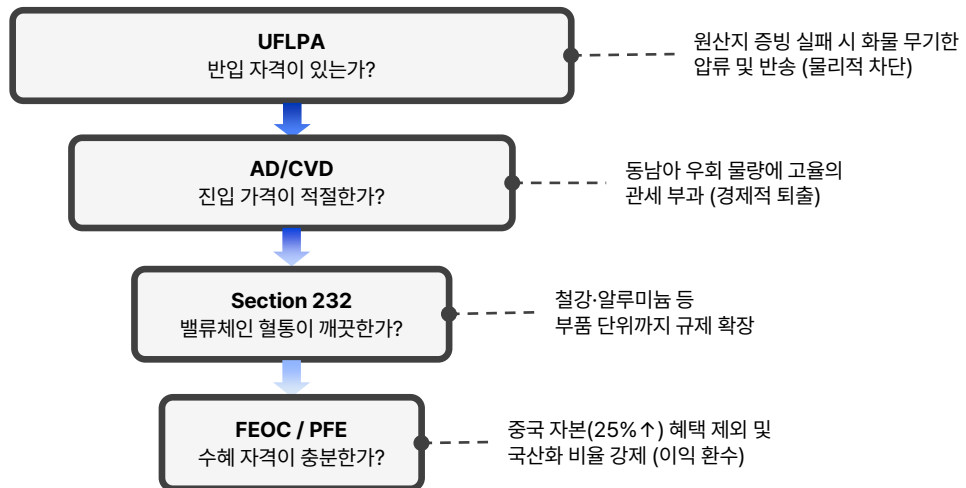 UFLPA
반입 자격이 있는가?
원산지 증빙 실패 시 화물 무기한
압류 및 반송 (물리적 차단)
AD/CVD
진입 가격이 적절한가?
동남아 우회 물량에 고율의
관세 부과 (경제적 퇴출)
Section 232
밸류체인 혈통이 깨끗한가?
철강·알루미늄 등
부품 단위까지 규제 확장
FEOC / PFE
수혜 자격이 충분한가?
중국 자본(25%↑) 혜택 제외 및
국산화 비율 강제 (이익 환수)